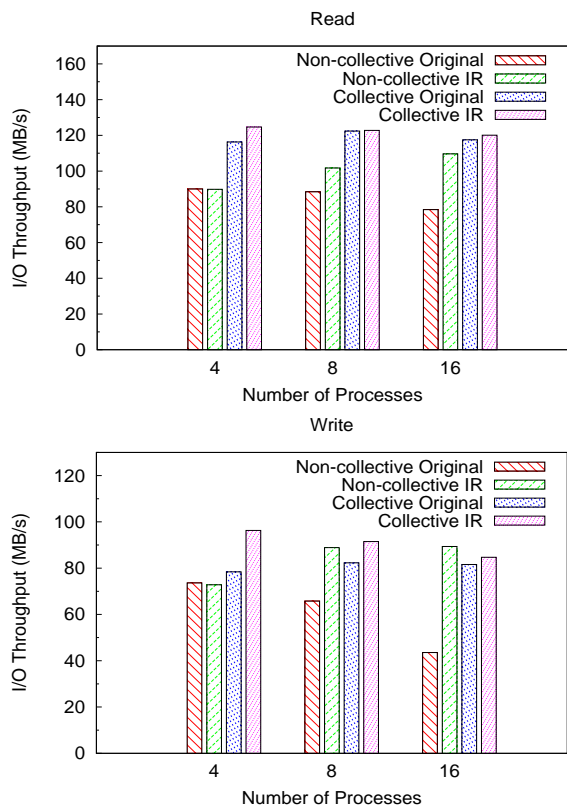 Read
I/O Throughput (MB/s)
160
140
120
100
80
60
40
20
0
Non-collective Original
Non-collective IR
Collective Original
Collective IR
4 8 16
Number of Processes
Write
I/O Throughput (MB/s)
120
100
80
60
40
20
0
Non-collective Original
Non-collective IR
Collective Original
Collective IR
4 8 16
Number of Processes